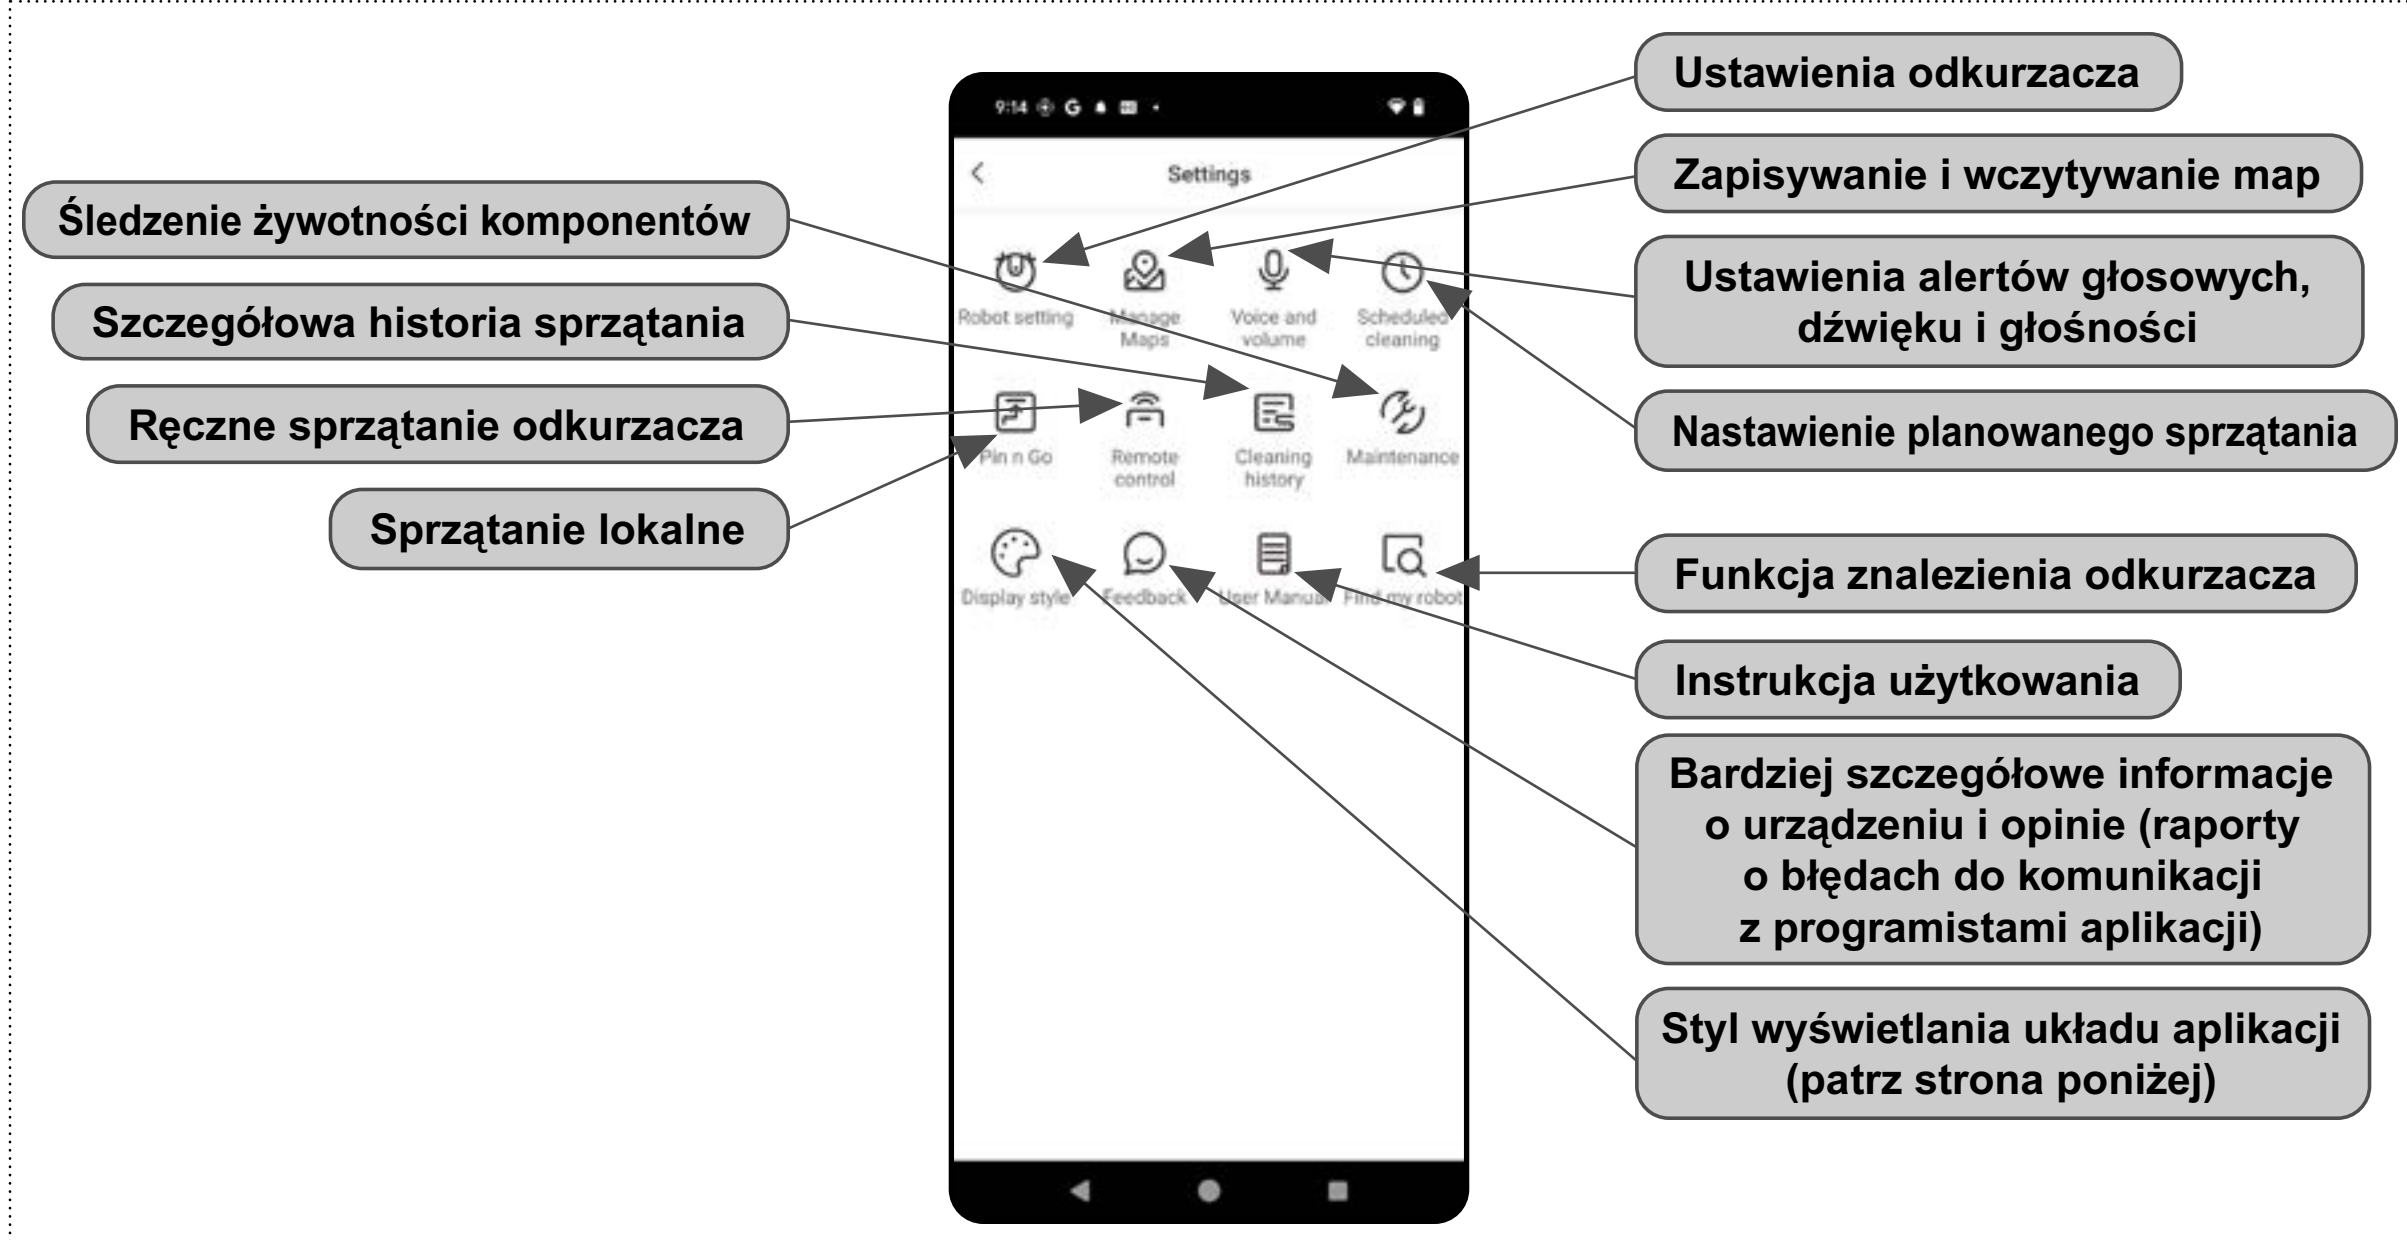 Śledzenie żywotności komponentów
Szczegółowa historia sprzątania
Ręczne sprzątanie odkurzacza
Sprzątanie lokalne
9:14
Settings
Robot setting
Manage
Maps
Voice and
volume
Scheduled
cleaning
Pin n Go
Remote
control
Cleaning
history
Maintenance
Display style
Feedback
User Manual
Find my robot
Ustawienia odkurzacza
Zapisywanie i wczytywanie map
Ustawienia alertów głosowych,
dźwięku i głośności
Nastawienie planowanego sprzątania
Funkcja znalezienia odkurzacza
Instrukcja użytkowania
Bardziej szczegółowe informacje
o urządzeniu i opinie (raporty
o błędach do komunikacji
z programistami aplikacji)
Styl wyświetlania układu aplikacji
(patrz strona poniżej)